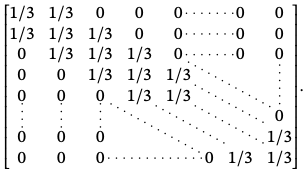 1/3 1/3 0 0 0 ······· 0 0
1/3 1/3 1/3 0 0 ······· 0 0
0 1/3 1/3 1/3 0 ······· 0 0
0 0 1/3 1/3 1/3
0 0 0 1/3 1/3
0
0 0 0 1/3
0 0 0 ············· 0 1/3 1/3 .